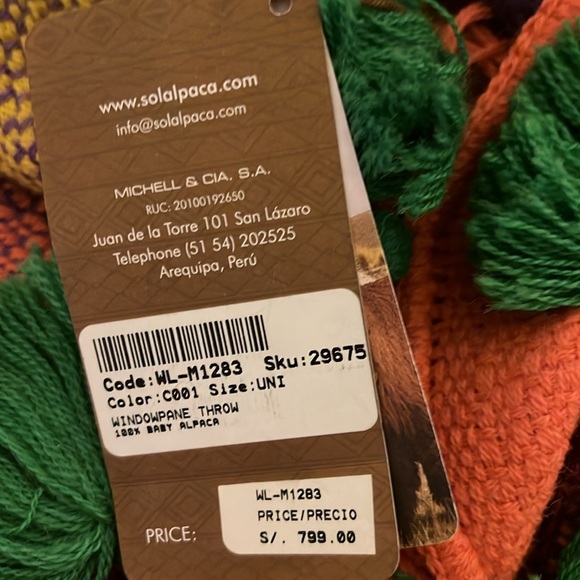 www.solalpaca.com
info@solalpaca.com
MICHELL & CIA. S.A.
RUC: 20100192650
Juan de la Torre 101 San Lázaro
Telephone (51 54) 202525
Arequipa, Perú
Code:WL-M1283 Sku:29675
Color:C001 Size:UNI
WINDOWPANE THROW
100% BABY ALPACA
WL-M1283
PRICE/PRECIO
PRICE: S/. 799.00